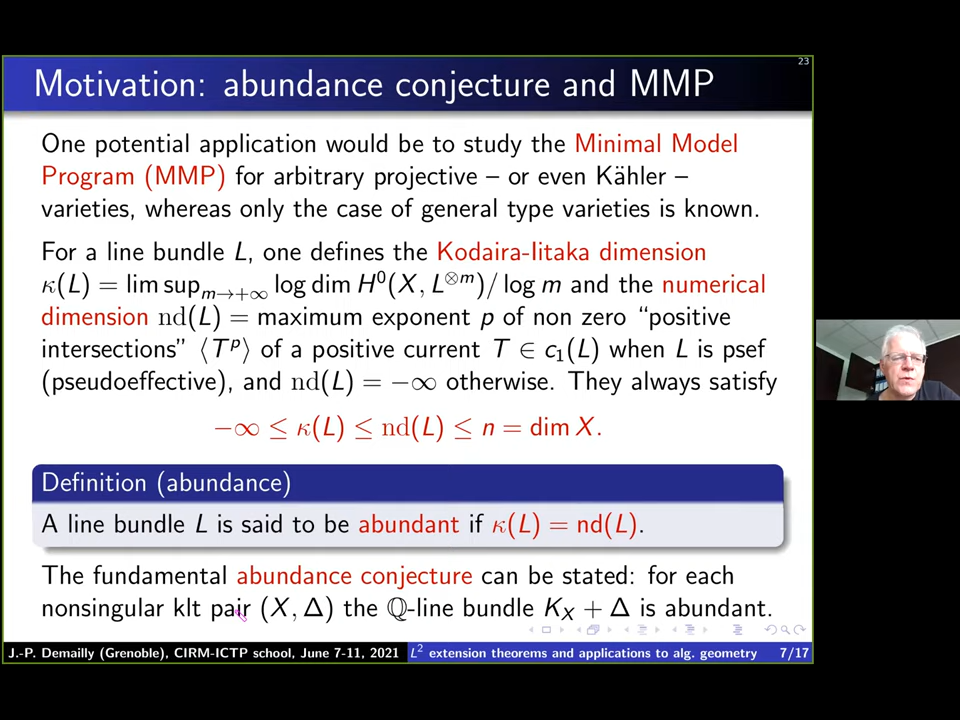 23
Motivation: abundance conjecture and MMP
One potential application would be to study the Minimal Model
Program (MMP) for arbitrary projective – or even Kähler –
varieties, whereas only the case of general type varieties is known.
For a line bundle L, one defines the Kodaira-Iitaka dimension
κ(L) = lim sup_{m→+∞} log dim H⁰(X, L^{⊗m})/ log m and the numerical
dimension nd(L) = maximum exponent p of non zero “positive
intersections” ⟨T^p⟩ of a positive current T ∈ c₁(L) when L is psef
(pseudoeffective), and nd(L) = −∞ otherwise. They always satisfy
−∞ ≤ κ(L) ≤ nd(L) ≤ n = dim X.
Definition (abundance)
A line bundle L is said to be abundant if κ(L) = nd(L).
The fundamental abundance conjecture can be stated: for each
nonsingular klt pair (X, Δ) the ℚ-line bundle K_X + Δ is abundant.
J.-P. Demailly (Grenoble), CIRM-ICTP school, June 7-11, 2021 L² extension theorems and applications to alg. geometry 7/17